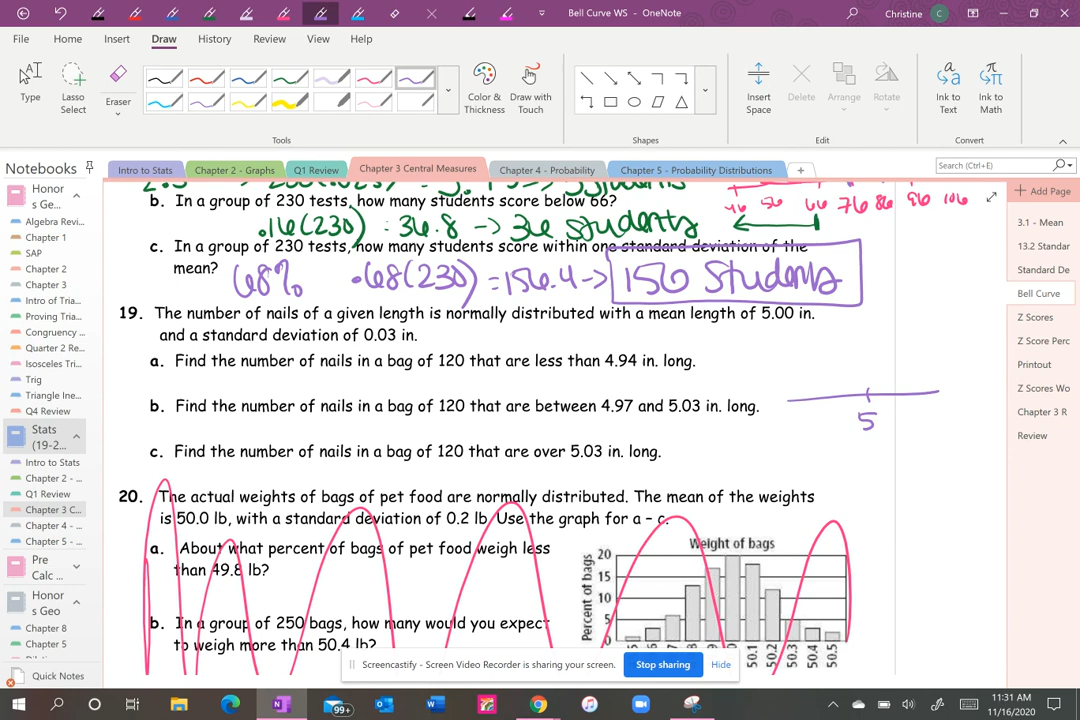 Bell Curve WS - OneNote
Christine
C
File
Home
Insert
Draw
History
Review
View
Help
Type
Lasso Select
Eraser
Color & Thickness
Draw with Touch
Insert Space
Delete
Arrange
Rotate
Ink to Text
Ink to Math
Tools
Shapes
Edit
Convert
Notebooks
Intro to Stats
Chapter 2 - Graphs
Q1 Review
Chapter 3 Central Measures
Chapter 4 - Probability
Chapter 5 - Probability Distributions
Search (Ctrl+E)
Honor
s Ge...
Algebra Revi...
Chapter 1
SAP
Chapter 2
Chapter 3
Intro of Tria...
Proving Tria...
Congruency ...
Quarter 2 Re...
Isosceles Tri...
Trig
Triangle Ine...
Q4 Review
Stats
(19-2...
Intro to Stats
Chapter 2 - ...
Q1 Review
Chapter 3 C...
Chapter 4 - ...
Chapter 5 - ...
Pre
Calc ...
Honor
s Geo
Chapter 8
Chapter 5
Quick Notes
b. In a group of 230 tests, how many students score below 66?
.16(230) = 36.8 -> 36 students
46 56 66 76 86 96 106
c. In a group of 230 tests, how many students score within one standard deviation of the
mean?
68% .68(230) = 156.4 -> 156 Students
19. The number of nails of a given length is normally distributed with a mean length of 5.00 in.
and a standard deviation of 0.03 in.
a. Find the number of nails in a bag of 120 that are less than 4.94 in. long.
b. Find the number of nails in a bag of 120 that are between 4.97 and 5.03 in. long.
5
c. Find the number of nails in a bag of 120 that are over 5.03 in. long.
20. The actual weights of bags of pet food are normally distributed. The mean of the weights
is 50.0 lb, with a standard deviation of 0.2 lb. Use the graph for a – c.
a. About what percent of bags of pet food weigh less
than 49.8 lb?
b. In a group of 250 bags, how many would you expect
to weigh more than 50.4 lb?
Weight of bags
Percent of bags
20
15
10
5
0
50.1
50.2
50.3
50.4
50.5
Add Page
3.1 - Mean
13.2 Standar
Standard De
Bell Curve
Z Scores
Z Score Perc
Printout
Z Scores Wo
Chapter 3 R
Review
Screencastify - Screen Video Recorder is sharing your screen.
Stop sharing
Hide
99+
11:31 AM
11/16/2020